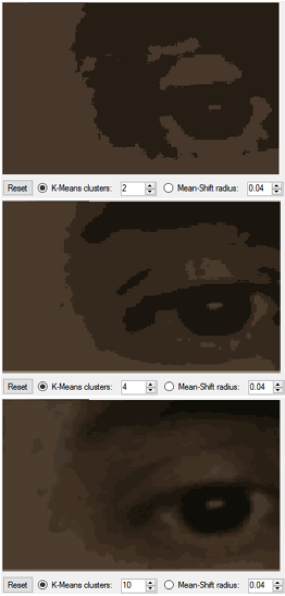 Reset K-Means clusters: 2 Mean-Shift radius: 0.04
Reset K-Means clusters: 4 Mean-Shift radius: 0.04
Reset K-Means clusters: 10 Mean-Shift radius: 0.04